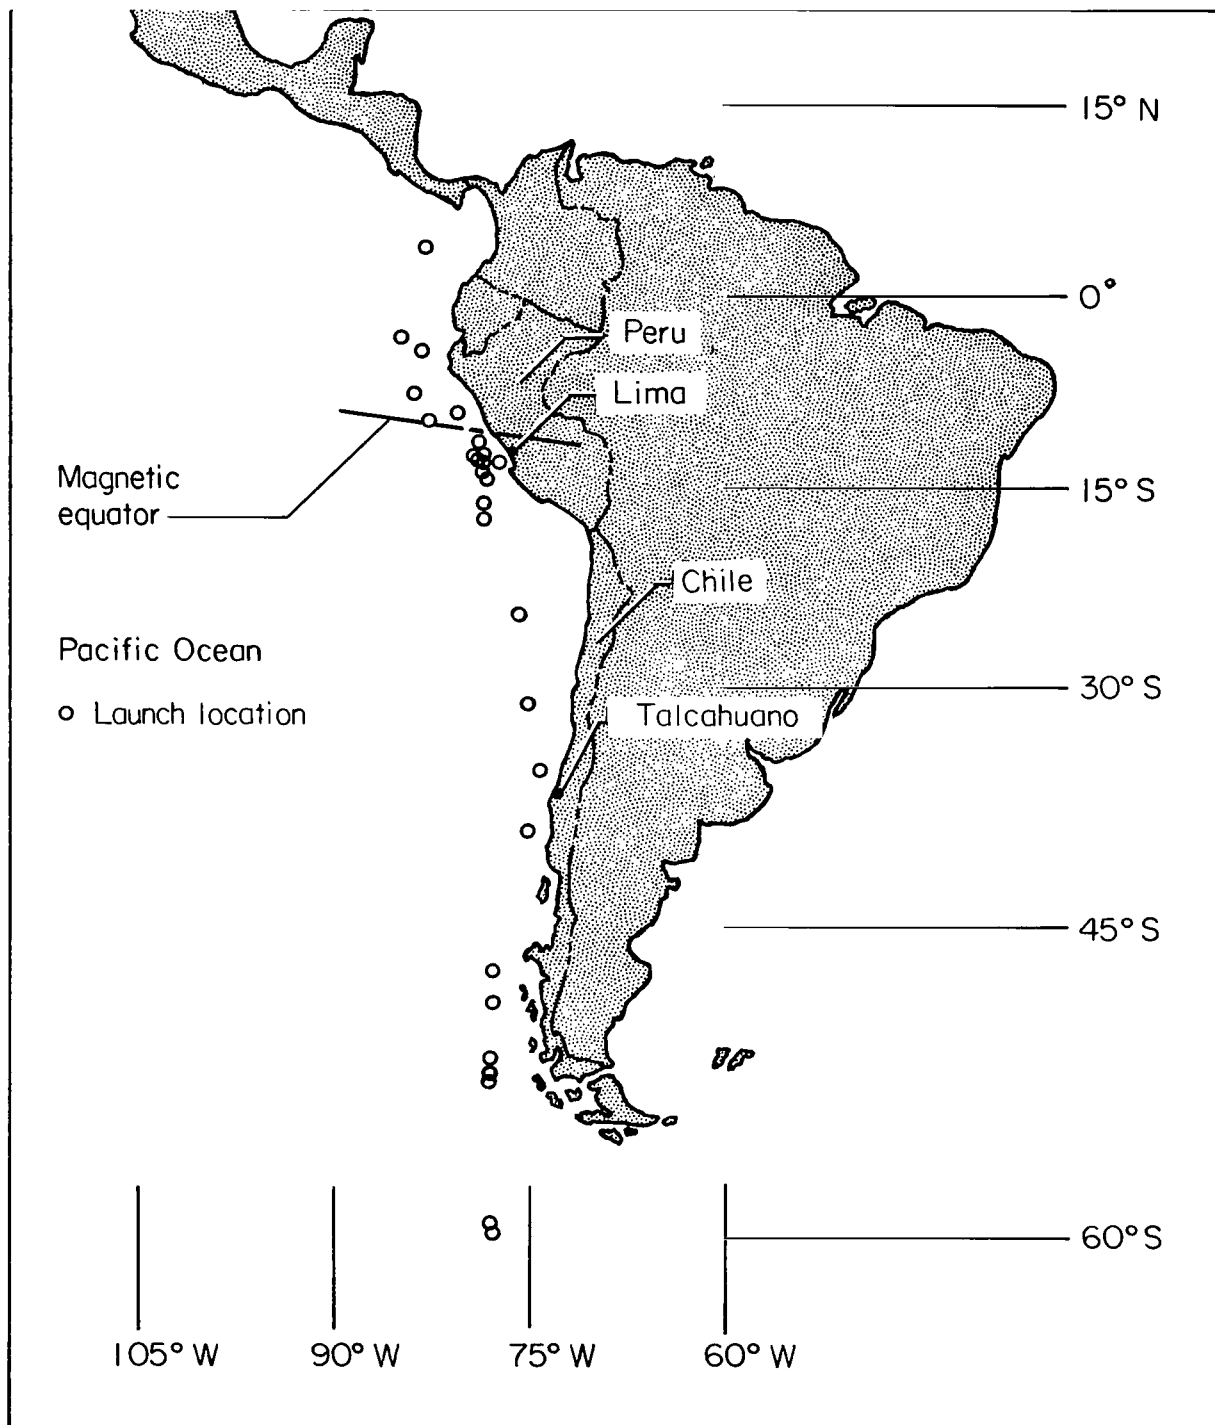 15° N
0°
Peru
Lima
Magnetic
equator
15° S
Chile
Pacific Ocean
30° S
Launch location
Talcahuano
45° S
60° S
105° W
90° W
75° W
60° W